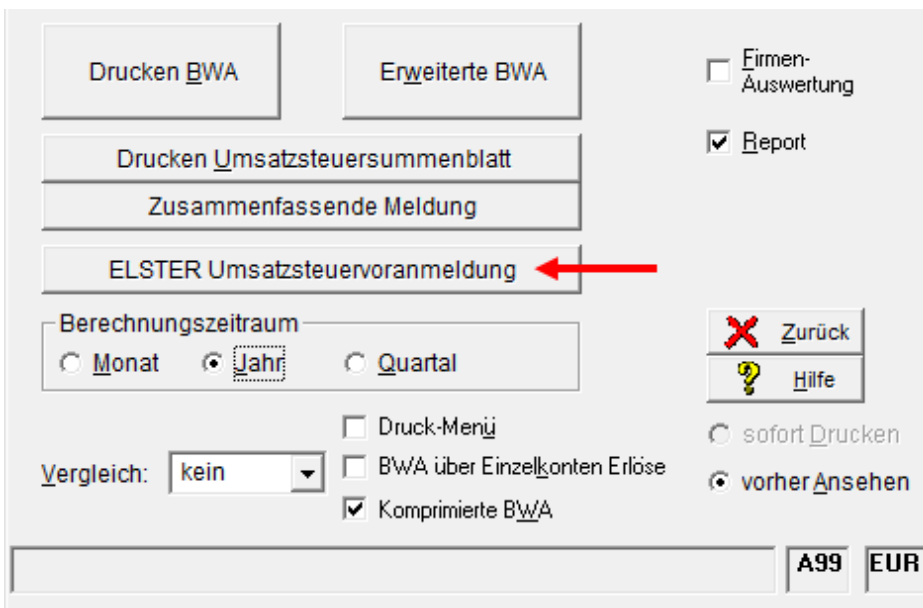 Drucken BWA
Erweiterte BWA
Firmen-
Auswertung
Report
Drucken Umsatzsteuersummenblatt
Zusammenfassende Meldung
ELSTER Umsatzsteuervoranmeldung
Berechnungszeitraum
Monat Jahr Quartal
Zurück
Hilfe
Druck-Menü
sofort Drucken
Vergleich: kein
BWA über Einzelkonten Erlöse
vorher Ansehen
Komprimierte BWA
A99 EUR